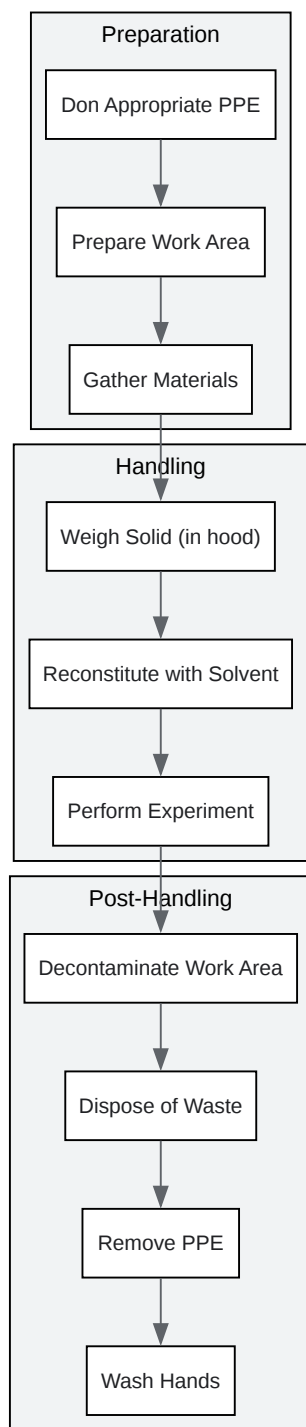 Preparation
Don Appropriate PPE
Prepare Work Area
Gather Materials
Handling
Weigh Solid (in hood)
Reconstitute with Solvent
Perform Experiment
Post-Handling
Decontaminate Work Area
Dispose of Waste
Remove PPE
Wash Hands